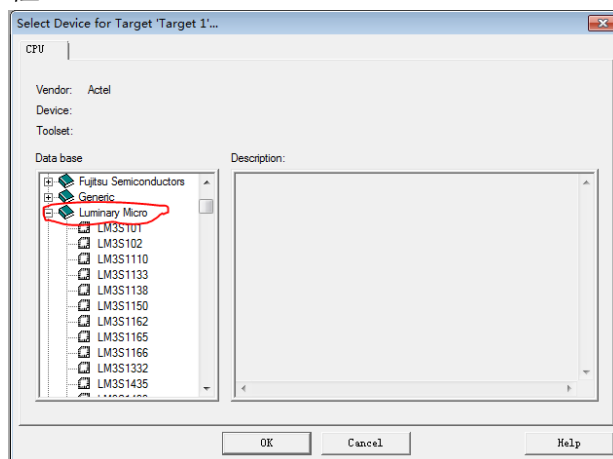 Select Device for Target 'Target 1'...
CPU
Vendor: Actel
Device:
Toolset:
Data base
Description:
Fujitsu Semiconductors
Generic
Luminary Micro
LM3S101
LM3S102
LM3S1110
LM3S1133
LM3S1138
LM3S1150
LM3S1162
LM3S1165
LM3S1166
LM3S1332
LM3S1435
OK Cancel Help